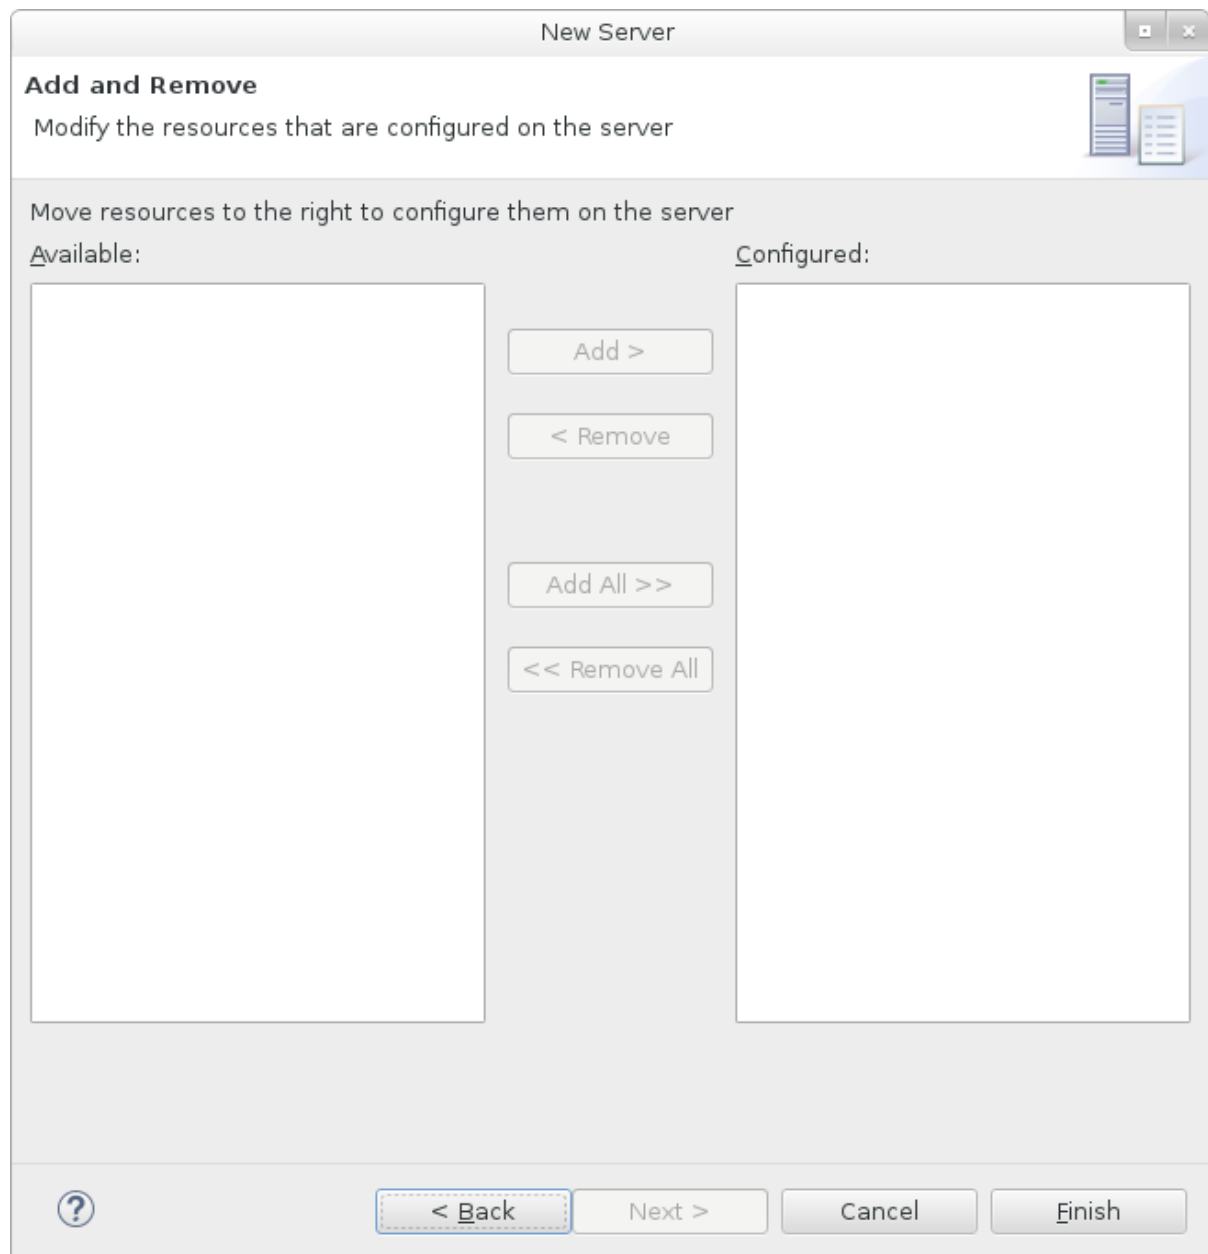 New Server
Add and Remove
Modify the resources that are configured on the server
Move resources to the right to configure them on the server
Available:
Configured:
Add >
< Remove
Add All >>
<< Remove All
?
< Back
Next >
Cancel
Finish